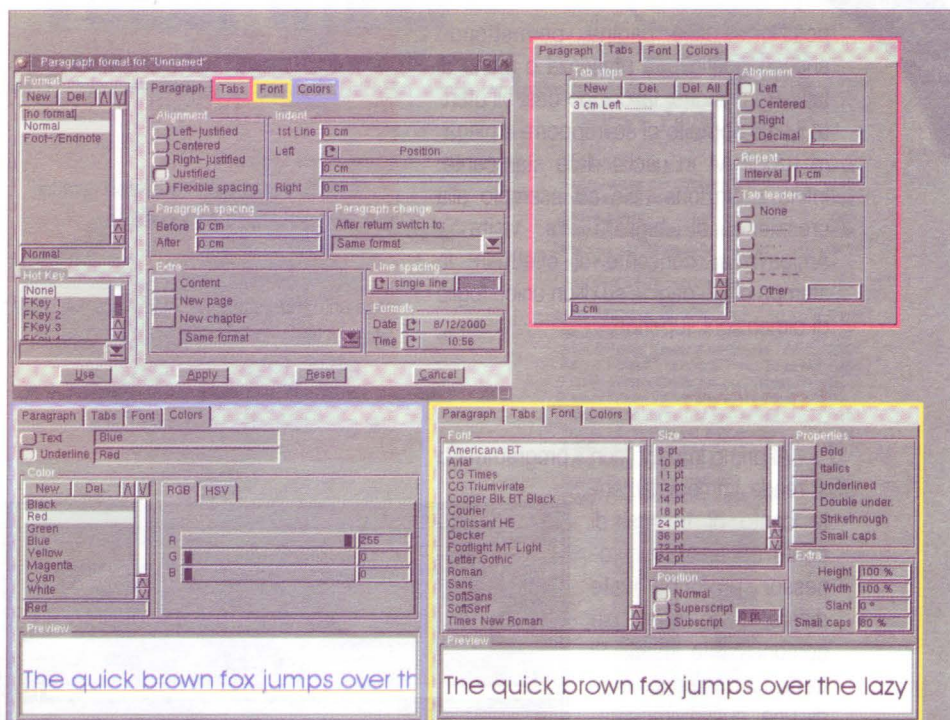 Paragraph format for "Unnamed"
Format
New Del.
[no format]
Normal
Foot-/Endnote
Normal
Hot Key
[None]
FKey 1
FKey 2
FKey 3
FKey 4
Use Apply Reset Cancel
Paragraph Tabs Font Colors
Alignment
Left-justified
Centered
Right-justified
Justified
Flexible spacing
Indent
1st Line 0 cm
Left Position
0 cm
Right 0 cm
Paragraph spacing
Before 0 cm
After 0 cm
Paragraph change
After return switch to:
Same format
Extra
Content
New page
New chapter
Same format
Line spacing
single line
Formats
Date 8/12/2000
Time 10:56
Paragraph Tabs Font Colors
Tab stops
New Del. Del. All
3 cm Left .........
3 cm
Alignment
Left
Centered
Right
Decimal
Repeat
Interval 1 cm
Tab leaders
None
........
. . . . .
-----
- - - -
Other
Paragraph Tabs Font Colors
Text Blue
Underline Red
Color
New Del.
Black
Red
Green
Blue
Yellow
Magenta
Cyan
White
Red
RGB HSV
R 255
G 0
B 0
Preview
The quick brown fox jumps over th
Paragraph Tabs Font Colors
Font
Americana BT
Arial
CG Times
CG Triumvirate
Cooper Blk BT Black
Courier
Croissant HE
Decker
Footlight MT Light
Letter Gothic
Roman
Sans
SoftSans
SoftSerif
Times New Roman
Size
8 pt
10 pt
11 pt
12 pt
14 pt
18 pt
24 pt
36 pt
72 pt
24 pt
Position
Normal
Superscript
Subscript
0 pt
Properties
Bold
Italics
Underlined
Double under.
Strikethrough
Small caps
Extra
Height 100 %
Width 100 %
Slant 0 °
Small caps 80 %
Preview
The quick brown fox jumps over the lazy